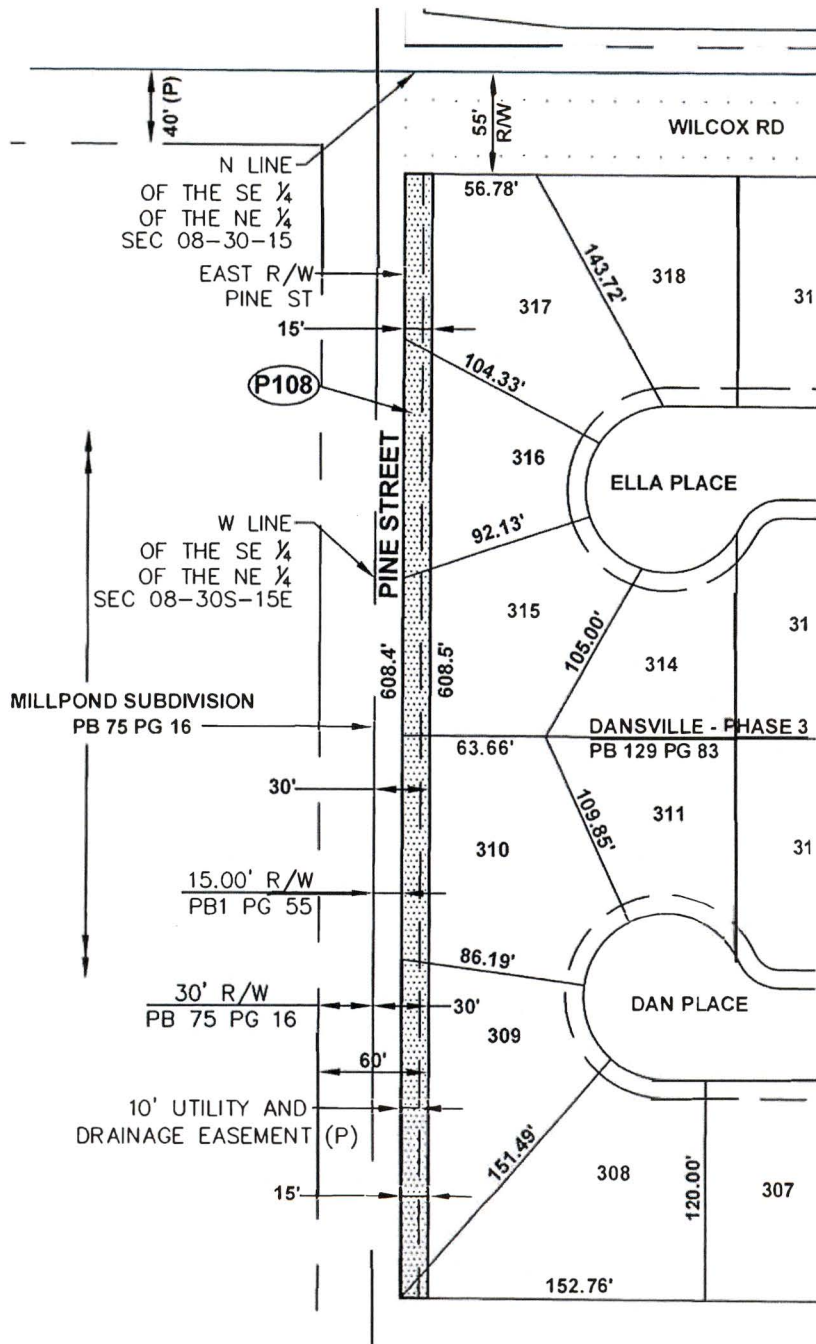 40' (P)
55'
R/W
WILCOX RD
N LINE
OF THE SE ¼
OF THE NE ¼
SEC 08-30-15
56.78'
143.72'
318
EAST R/W
PINE ST
317
31
15'
104.33'
P108
316
ELLA PLACE
PINE STREET
W LINE
OF THE SE ¼
OF THE NE ¼
SEC 08-30S-15E
92.13'
315
105.00'
31
314
608.4'
608.5'
MILLPOND SUBDIVISION
PB 75 PG 16
DANSVILLE - PHASE 3
PB 129 PG 83
63.66'
30'
109.85'
311
310
31
15.00' R/W
PB1 PG 55
86.19'
30' R/W
PB 75 PG 16
30'
DAN PLACE
309
60'
10' UTILITY AND
DRAINAGE EASEMENT (P)
151.49'
308
120.00'
307
15'
152.76'